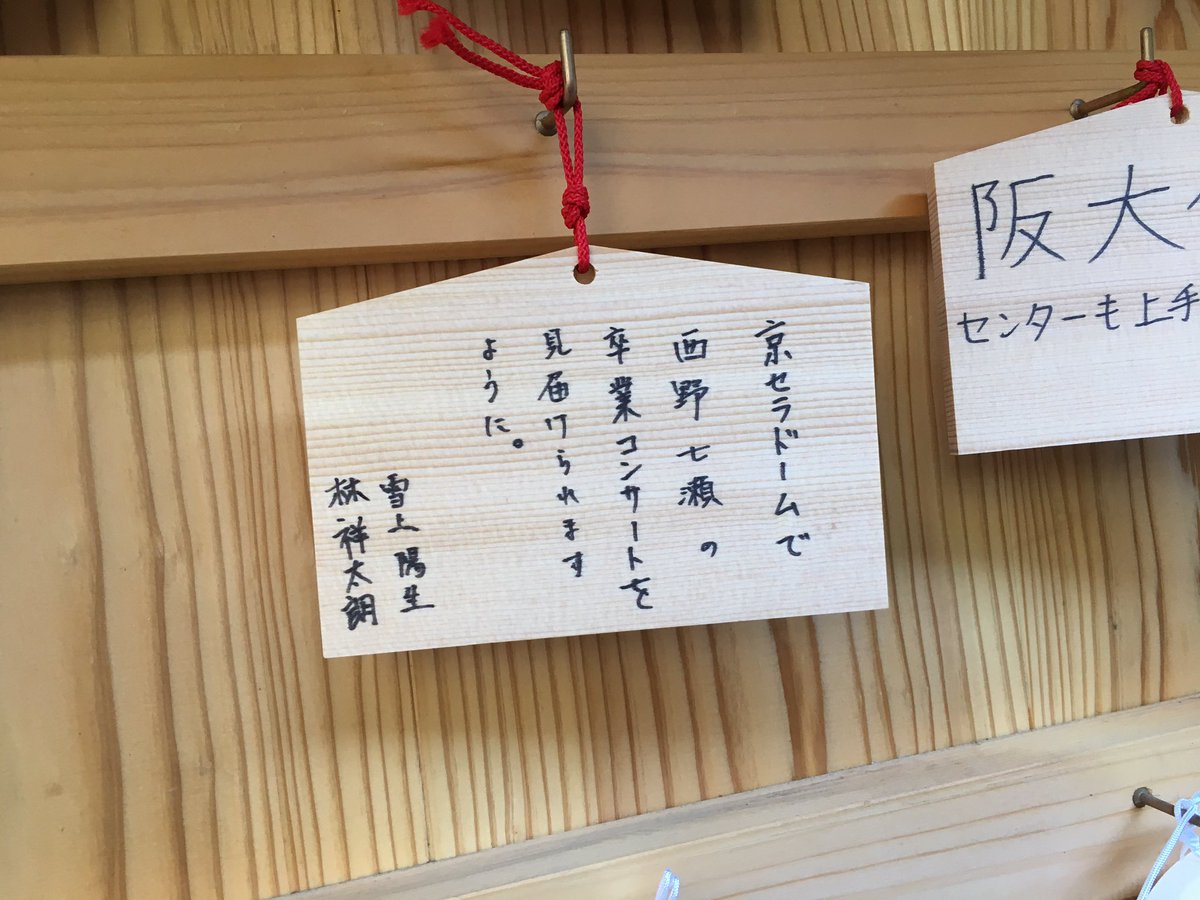 京セラドームで
西野七瀬の
卒業コンサートを
見届けられます
ように。
雪上陽生
林祥太朗
阪大
センターも上手